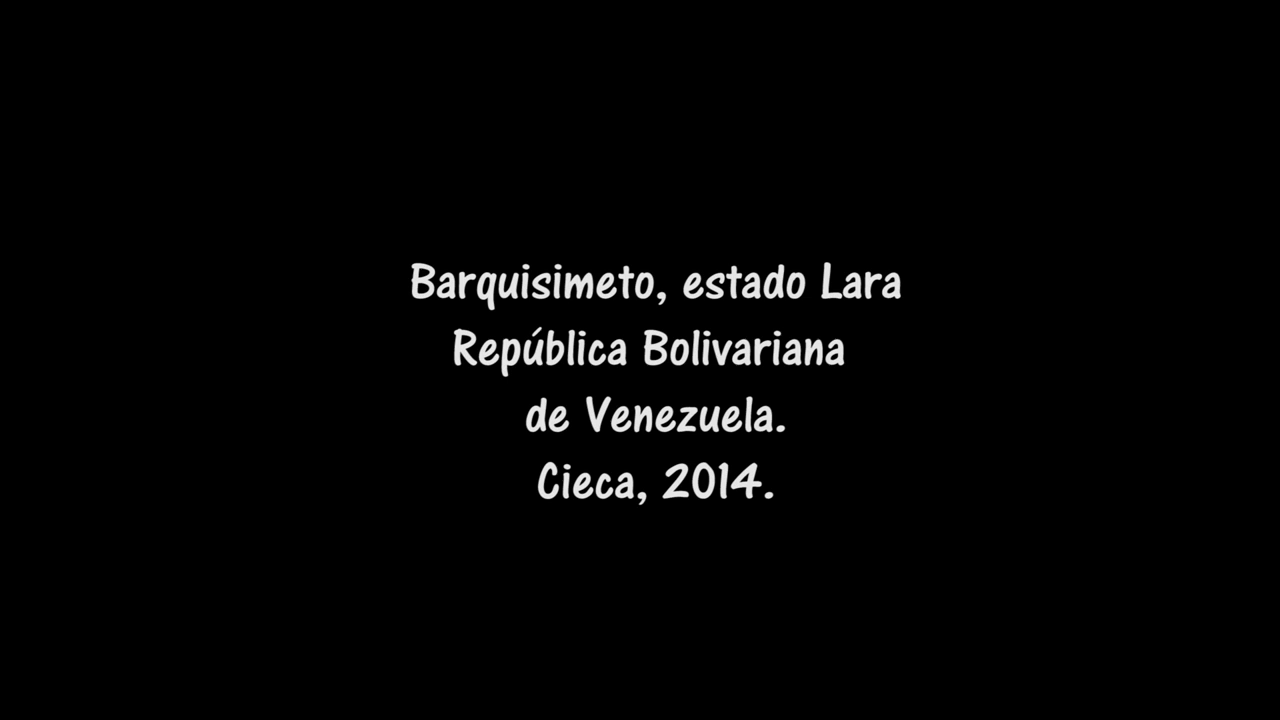 Barquisimeto, estado Lara
República Bolivariana
de Venezuela.
Cieca, 2014.